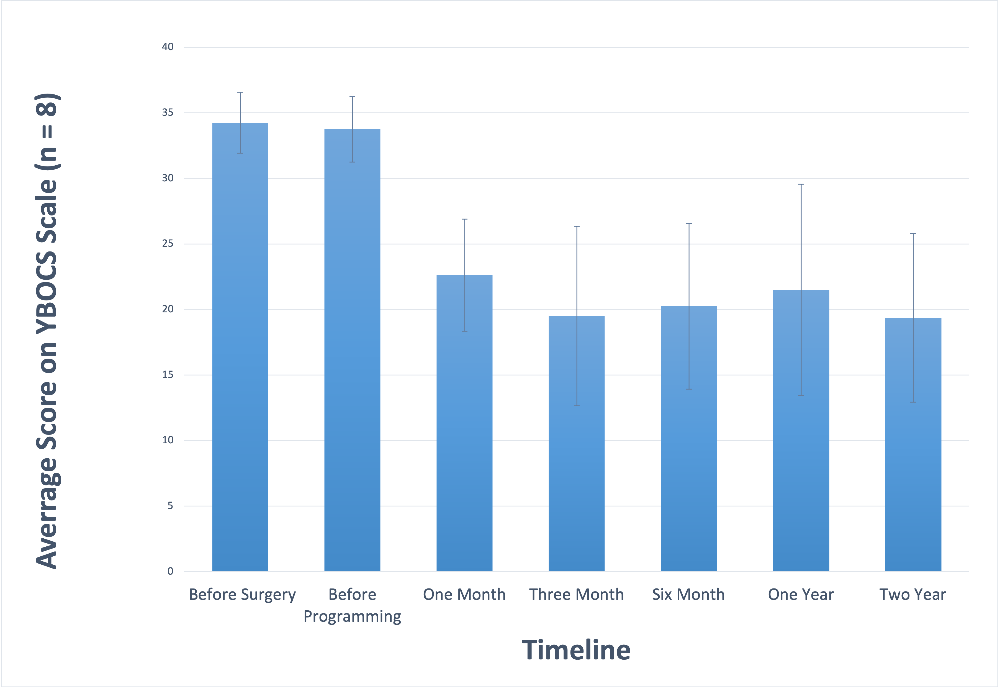 Averrage Score on YBOCS Scale (n = 8)
40
35
30
25
20
15
10
5
0
Before Surgery
Before
Programming
One Month
Three Month
Six Month
One Year
Two Year
Timeline